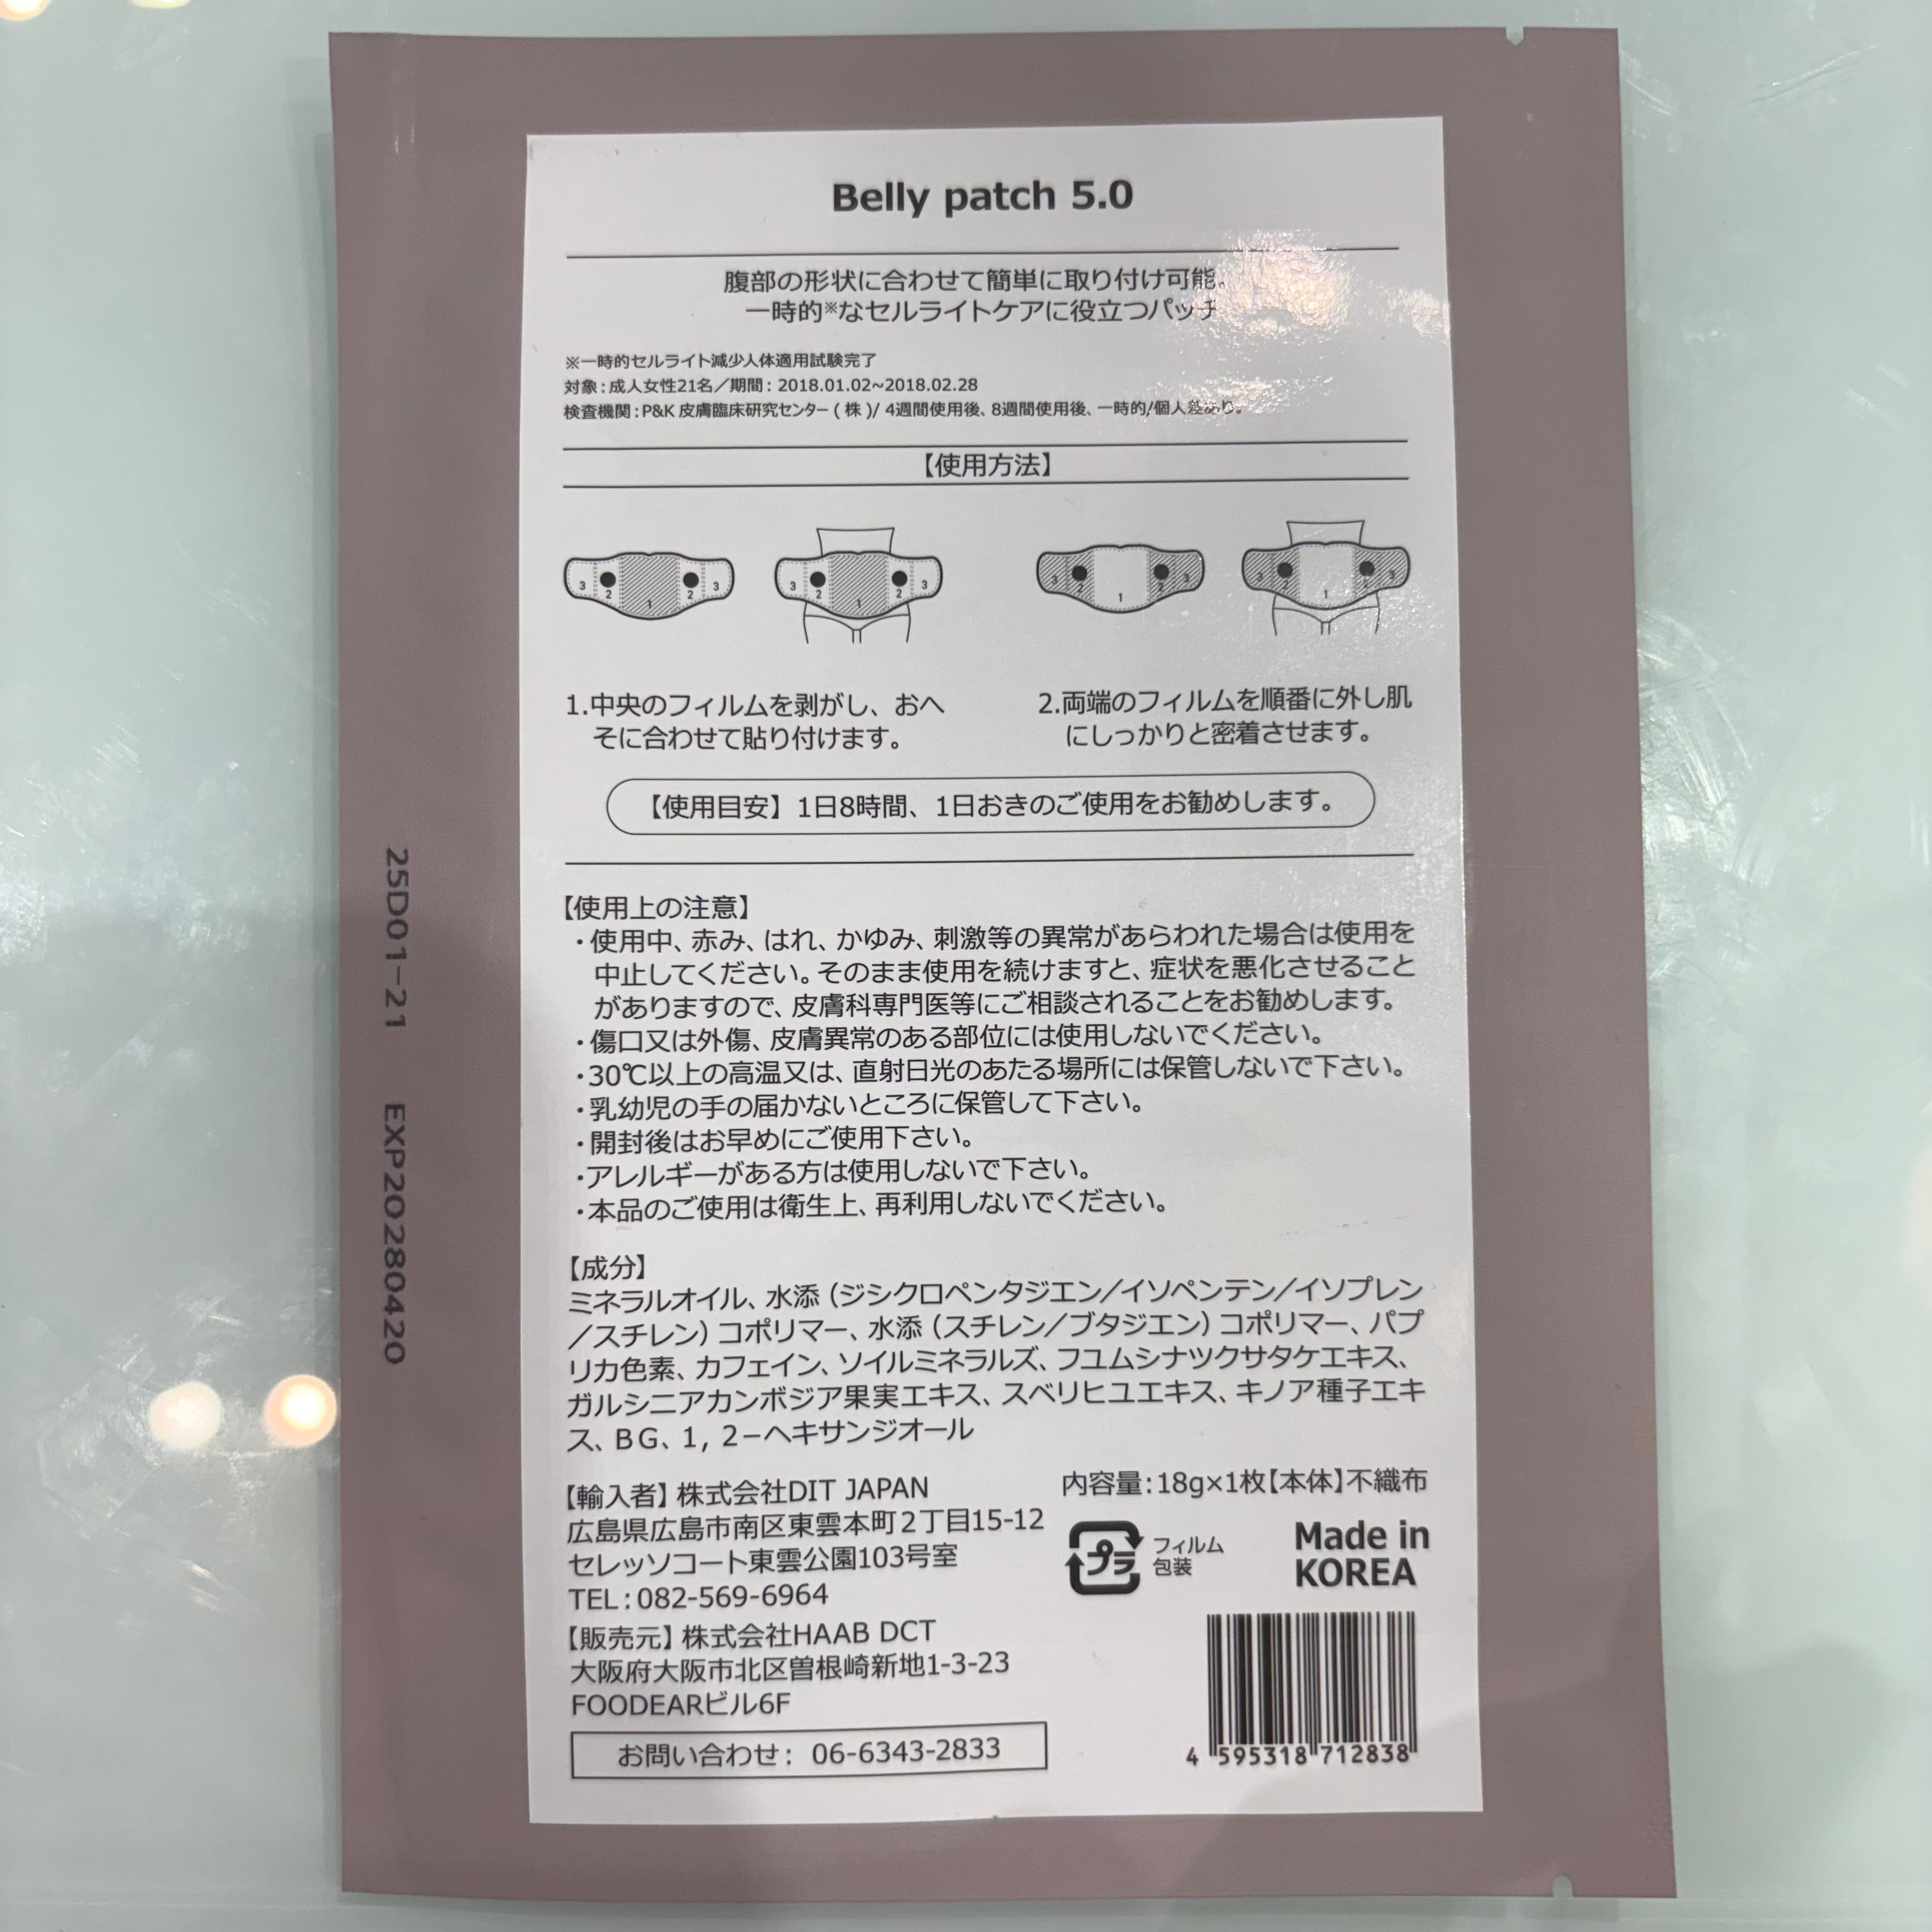 Belly patch 5.0
腹部の形状に合わせて簡単に取り付け可能。
一時的※なセルライトケアに役立つパッチ
※一時的セルライト減少人体適用試験完了
対象:成人女性21名/期間: 2018.01.02~2018.02.28
検査機関:P&K 皮膚臨床研究センター (株)/ 4週間使用後、8週間使用後、一時的/個人差あり。
【使用方法】
3 2 1 2 3
3 2 1 2 3
3 2 1 2 3
3 2 1 2 3
1.中央のフィルムを剥がし、おへ
そに合わせて貼り付けます。
2.両端のフィルムを順番に外し肌
にしっかりと密着させます。
【使用目安】1日8時間、1日おきのご使用をお勧めします。
【使用上の注意】
・使用中、赤み、はれ、かゆみ、刺激等の異常があらわれた場合は使用を
中止してください。そのまま使用を続けますと、症状を悪化させること
がありますので、皮膚科専門医等にご相談されることをお勧めします。
・傷口又は外傷、皮膚異常のある部位には使用しないでください。
・30℃以上の高温又は、直射日光のあたる場所には保管しないで下さい。
・乳幼児の手の届かないところに保管して下さい。
・開封後はお早めにご使用下さい。
・アレルギーがある方は使用しないで下さい。
・本品のご使用は衛生上、再利用しないでください。
【成分】
ミネラルオイル、水添(ジシクロペンタジエン/イソペンテン/イソプレン
/スチレン)コポリマー、水添(スチレン/ブタジエン)コポリマー、パプ
リカ色素、カフェイン、ソイルミネラルズ、フユムシナツクサタケエキス、
ガルシニアカンボジア果実エキス、スベリヒユエキス、キノア種子エキ
ス、BG、1,2-ヘキサンジオール
【輸入者】株式会社DIT JAPAN
広島県広島市南区東雲本町2丁目15-12
セレッソコート東雲公園103号室
TEL:082-569-6964
【販売元】株式会社HAAB DCT
大阪府大阪市北区曽根崎新地1-3-23
FOODEARビル6F
お問い合わせ: 06-6343-2833
内容量:18g×1枚【本体】不織布
プラ
フィルム
包装
Made in
KOREA
4 595318 712838
25D01-21 EXP20280420